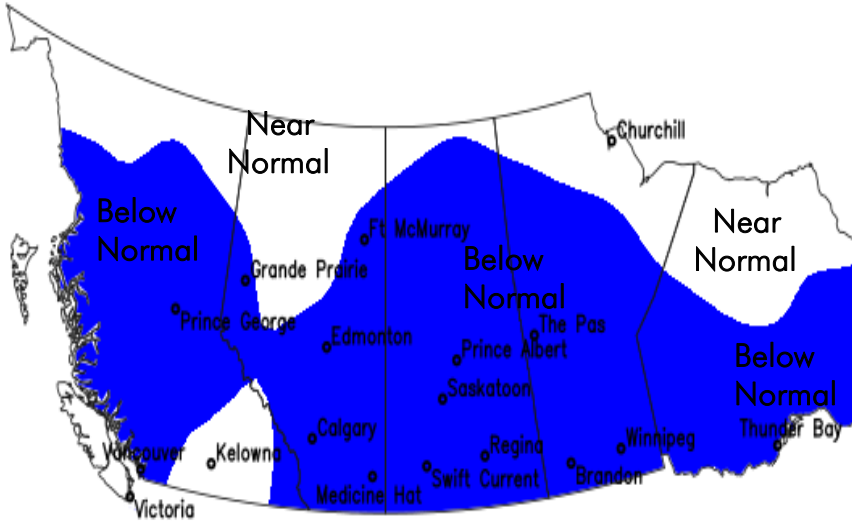 Near
Normal
Churchill
Below
Normal
Near
Normal
Ft McMurray
Below
Normal
Grande Prairie
Prince George
Edmonton
The Pas
Prince Albert
Below
Normal
Saskatoon
Calgary
Regina
Winnipeg
Thunder Bay
Vancouver
Kelowna
Swift Current
Brandon
Medicine Hat
Victoria